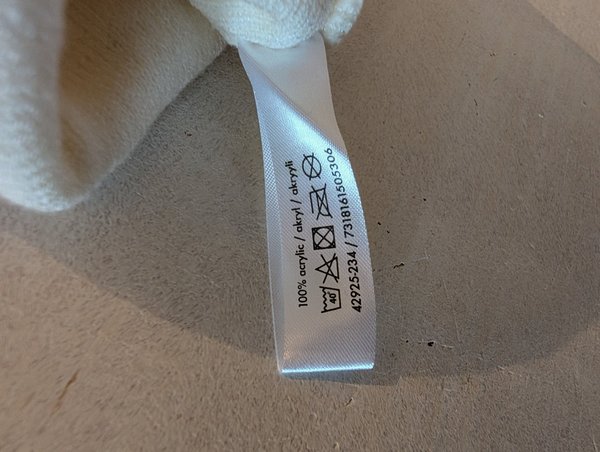 100% acrylic / akryl / akryyli
40°
42925-234 / 7318161505306